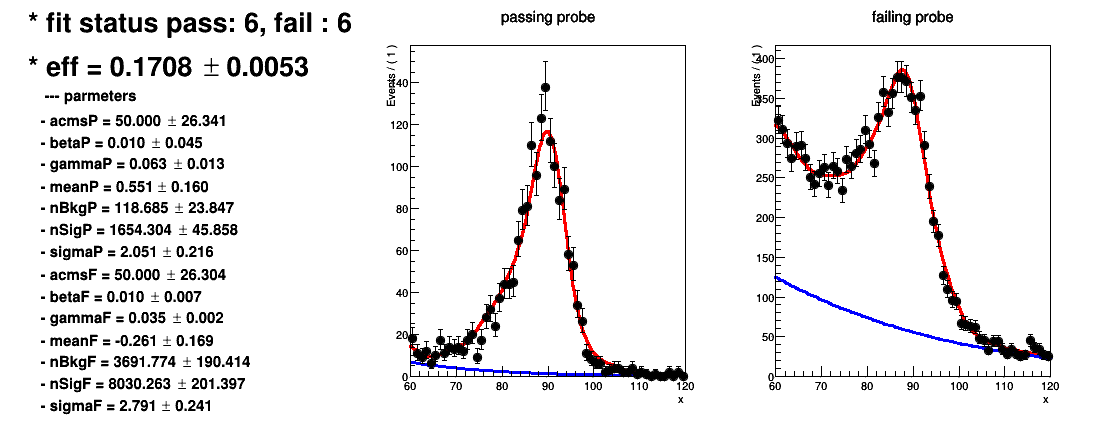 * fit status pass: 6, fail : 6
* eff = 0.1708 ± 0.0053
--- parmeters
- acmsP = 50.000 ± 26.341
- betaP = 0.010 ± 0.045
- gammaP = 0.063 ± 0.013
- meanP = 0.551 ± 0.160
- nBkgP = 118.685 ± 23.847
- nSigP = 1654.304 ± 45.858
- sigmaP = 2.051 ± 0.216
- acmsF = 50.000 ± 26.304
- betaF = 0.010 ± 0.007
- gammaF = 0.035 ± 0.002
- meanF = -0.261 ± 0.169
- nBkgF = 3691.774 ± 190.414
- nSigF = 8030.263 ± 201.397
- sigmaF = 2.791 ± 0.241
passing probe
Events / ( 1 )
140
120
100
80
60
40
20
0
60 70 80 90 100 110 120
x
failing probe
Events / ( 1 )
400
350
300
250
200
150
100
50
0
60 70 80 90 100 110 120
x